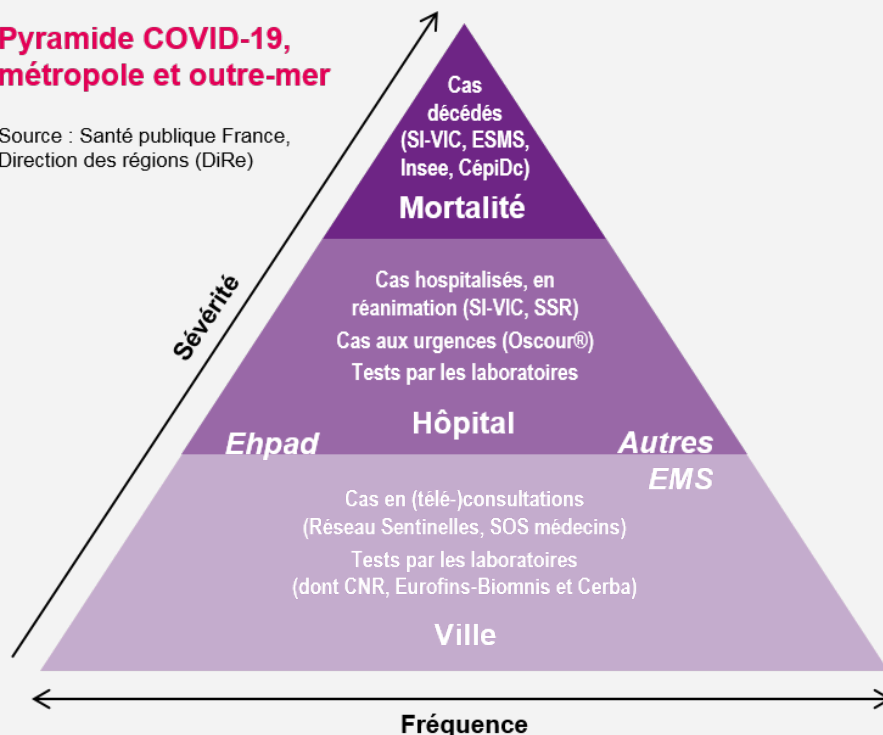 Pyramide COVID-19,
métropole et outre-mer
Source : Santé publique France,
Direction des régions (DiRe)
Sévérité
Cas
décédés
(SI-VIC, ESMS,
Insee, CépiDc)
Mortalité
Cas hospitalisés, en
réanimation (SI-VIC, SSR)
Cas aux urgences (Oscour®)
Tests par les laboratoires
Hôpital
Ehpad
Autres
EMS
Cas en (télé-)consultations
(Réseau Sentinelles, SOS médecins)
Tests par les laboratoires
(dont CNR, Eurofins-Biomnis et Cerba)
Ville
Fréquence